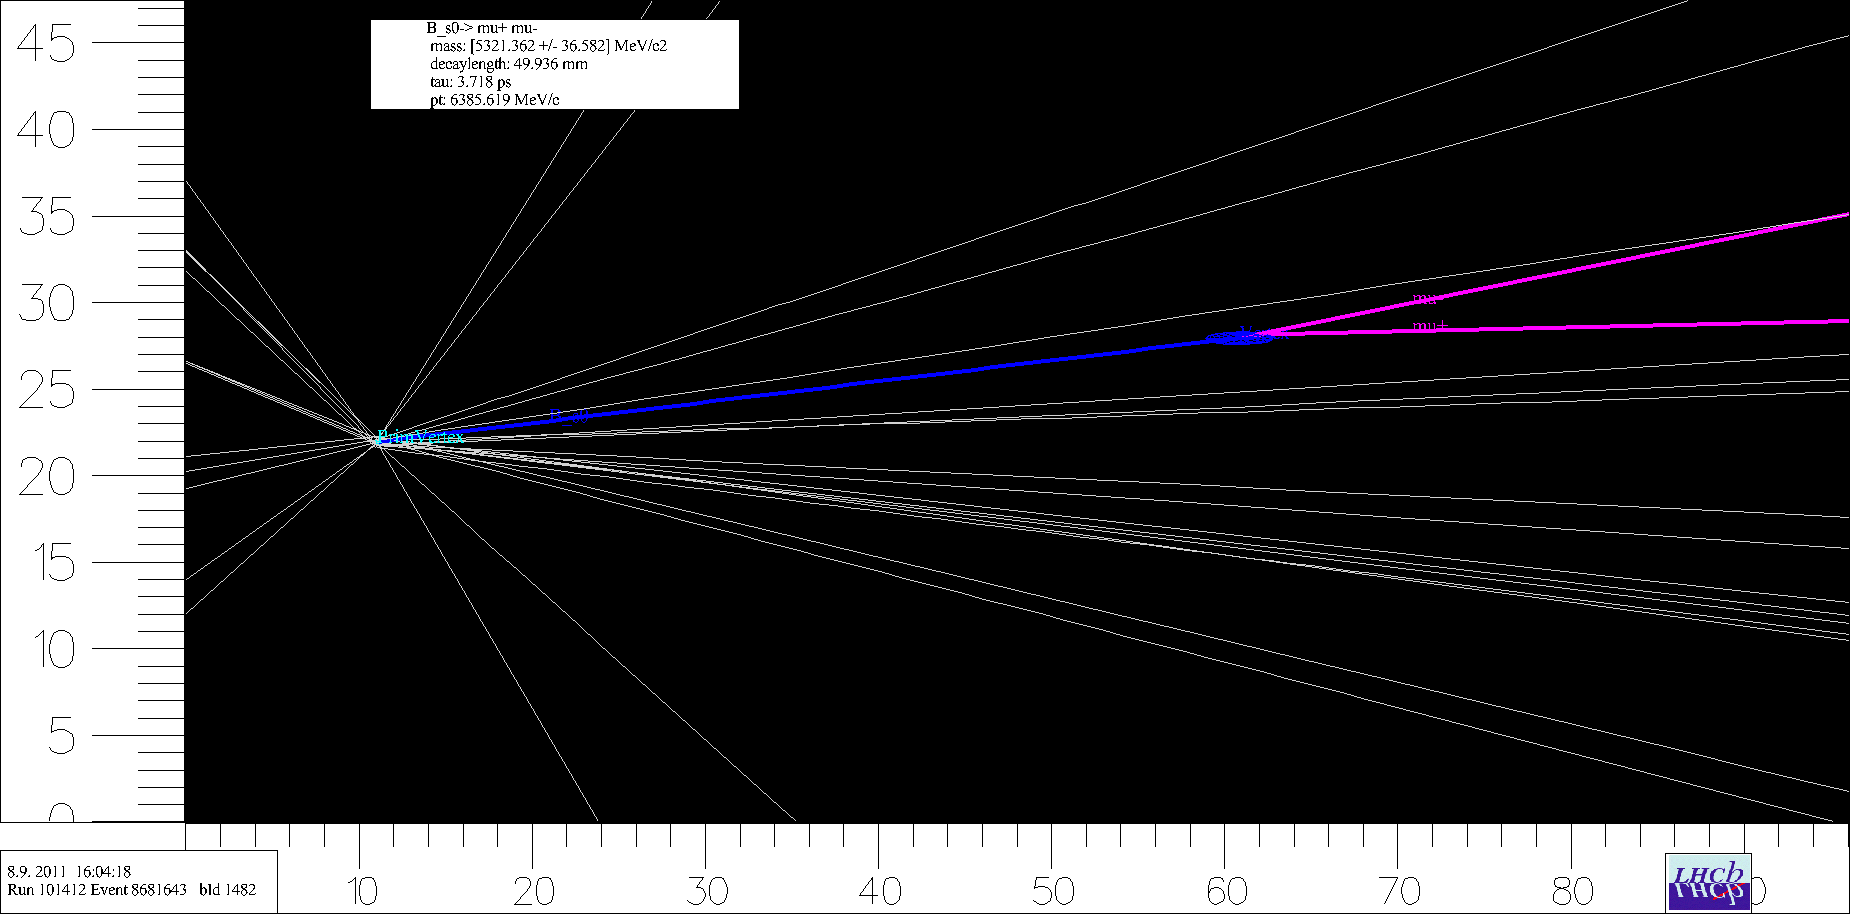 B_s0-> mu+ mu-
mass: [5321.362 +/- 36.582] MeV/c2
decaylength: 49.936 mm
tau: 3.718 ps
pt: 6385.619 MeV/c
45
40
35
30
25
20
15
10
5
0
mu-
mu+
PrimVertex
10
20
30
40
50
60
70
80
8.9. 2011 16:04:18
Run 101412 Event 8681643 bld 1482
LHCb